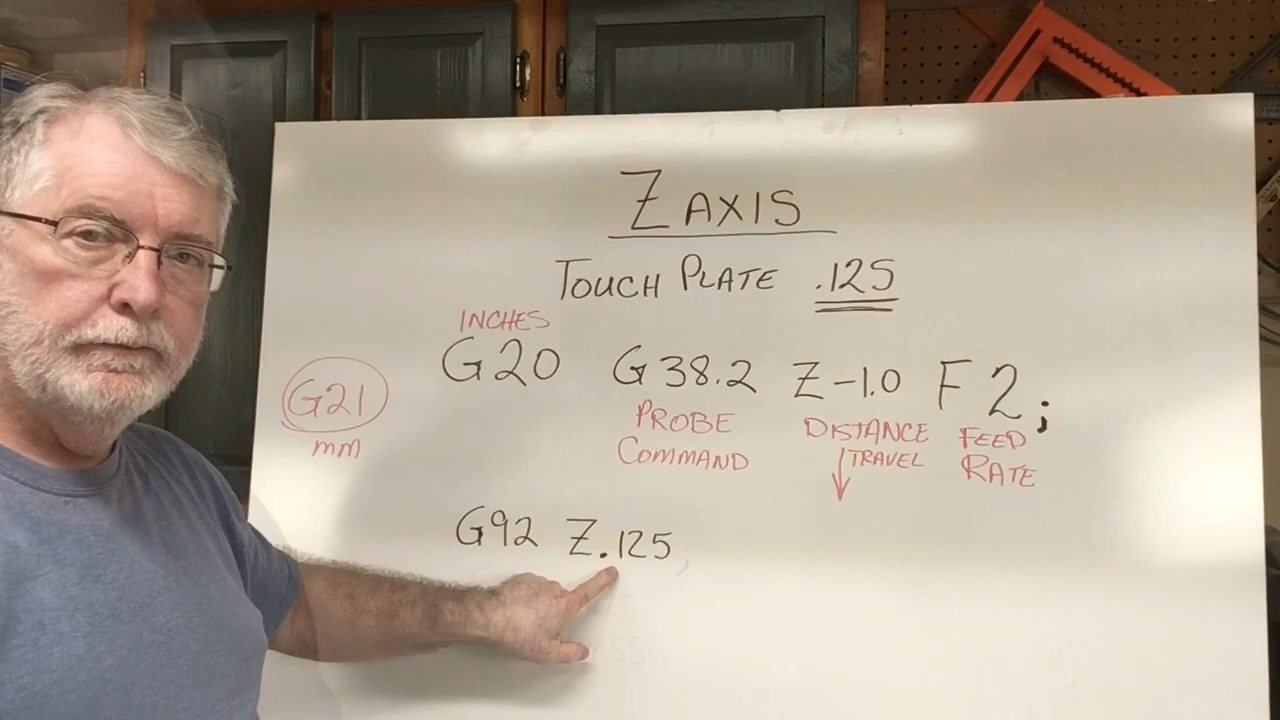 Z AXIS
TOUCH PLATE .125
INCHES
G20 G38.2 Z-1.0 F2;
G21
mm
PROBE
COMMAND
DISTANCE
TRAVEL
FEED
RATE
G92 Z.125